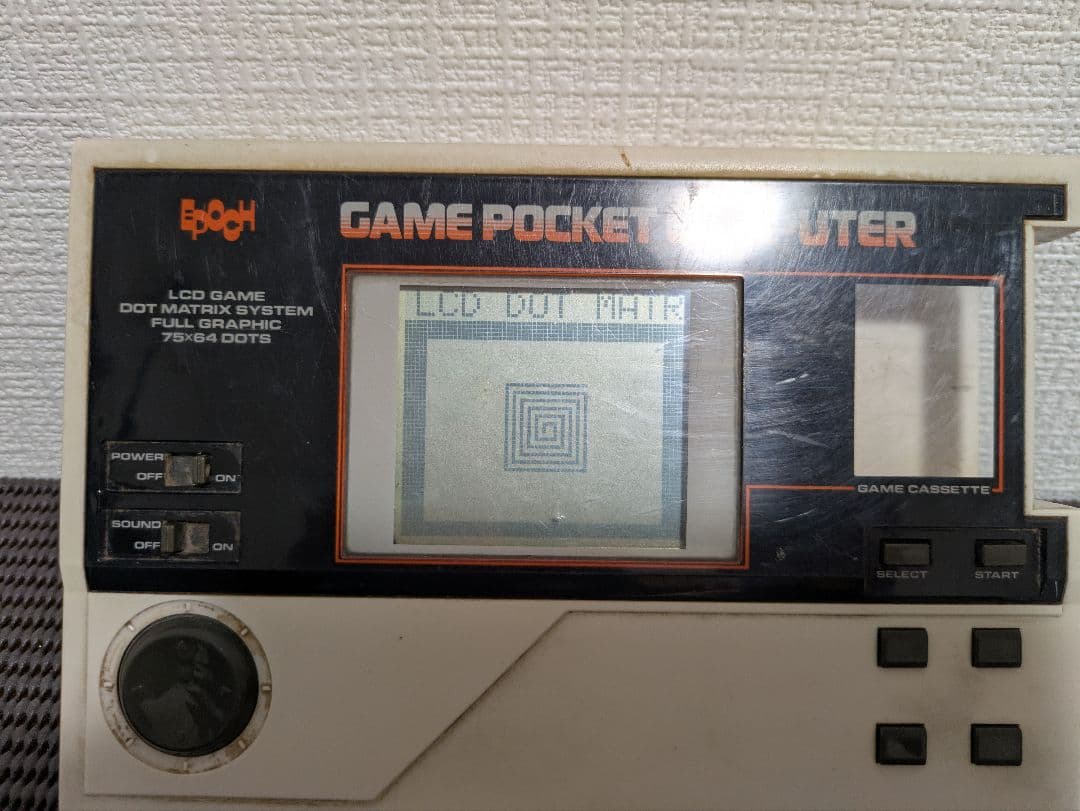 EPOCH
GAME POCKET UTER
LCD GAME
DOT MATRIX SYSTEM
FULL GRAPHIC
75×64 DOTS
LCD DOT MATR
POWER
OFF ON
SOUND
OFF ON
GAME CASSETTE
SELECT START